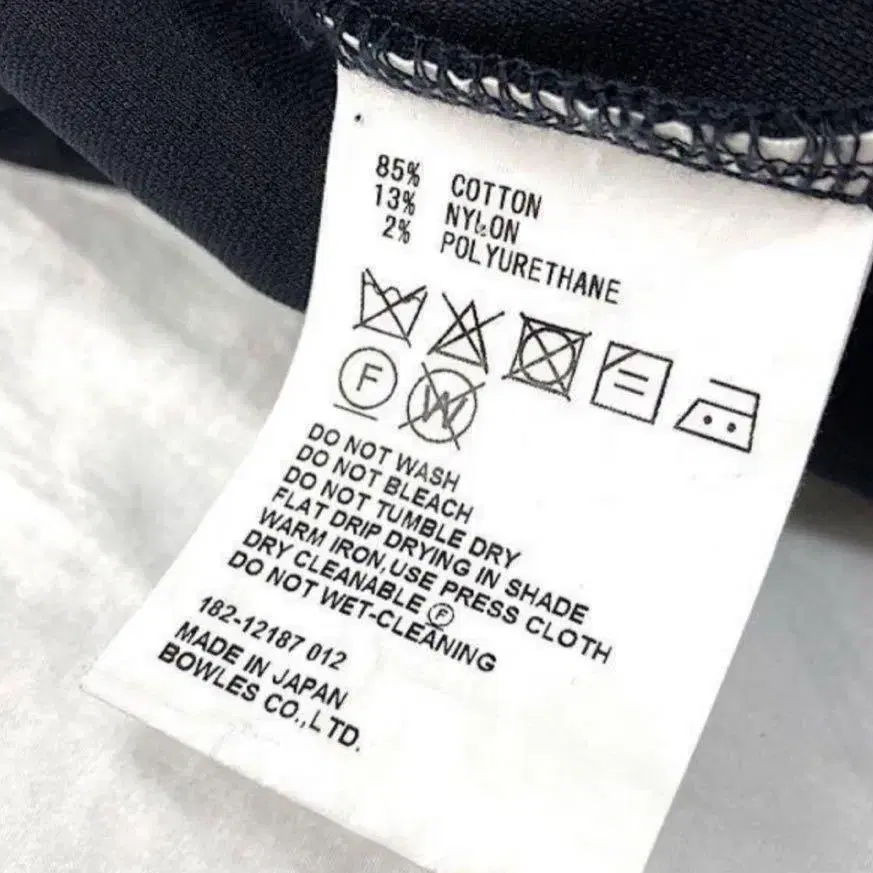 85% COTTON
13% NYLON
2% POLYURETHANE
F W
DO NOT WASH
DO NOT BLEACH
DO NOT TUMBLE DRY
FLAT DRIP DRYING IN SHADE
WARM IRON,USE PRESS CLOTH
DRY CLEANABLE Ⓕ
DO NOT WET-CLEANING
182-12187 012
MADE IN JAPAN
BOWLES CO.,LTD.